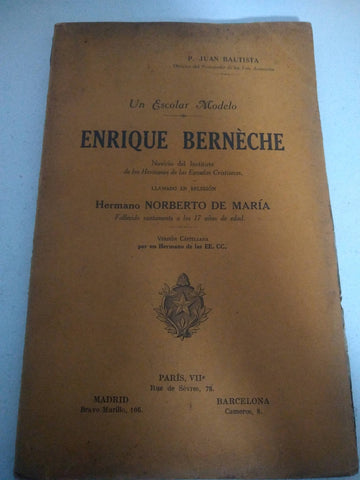 P. JUAN BAUTISTA
Un Escolar Modelo
ENRIQUE BERNÈCHE
Novicio del Instituto
de los Hermanos de las Escuelas Cristianas.
LLAMADO EN RELIGIÓN
Hermano NORBERTO DE MARÍA
Fallecido santamente a los 17 años de edad.
VERSIÓN CASTELLANA
por un Hermano de las EE. CC.
PARÍS, VIIe
Rue de Sèvres, 78.
MADRID
Bravo Murillo, 106.
BARCELONA
Cameros, 8.